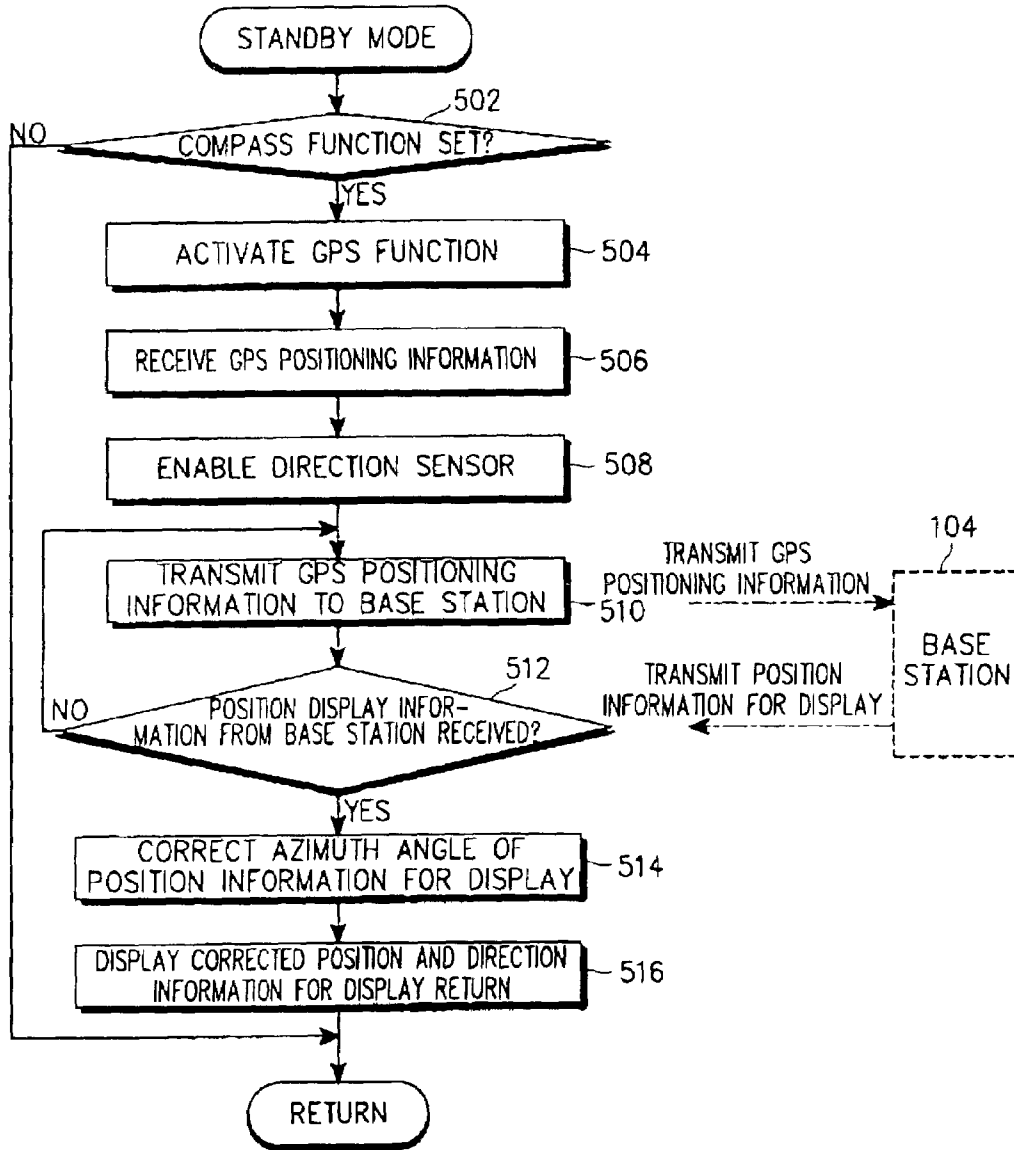 STANDBY MODE
502
NO
COMPASS FUNCTION SET?
YES
ACTIVATE GPS FUNCTION
504
RECEIVE GPS POSITIONING INFORMATION
506
ENABLE DIRECTION SENSOR
508
104
TRANSMIT GPS
POSITIONING INFORMATION
TRANSMIT GPS POSITIONING
INFORMATION TO BASE STATION
510
BASE
STATION
512
TRANSMIT POSITION
INFORMATION FOR DISPLAY
NO
POSITION DISPLAY INFOR-
MATION FROM BASE STATION RECEIVED?
YES
CORRECT AZIMUTH ANGLE OF
POSITION INFORMATION FOR DISPLAY
514
DISPLAY CORRECTED POSITION AND DIRECTION
INFORMATION FOR DISPLAY RETURN
516
RETURN